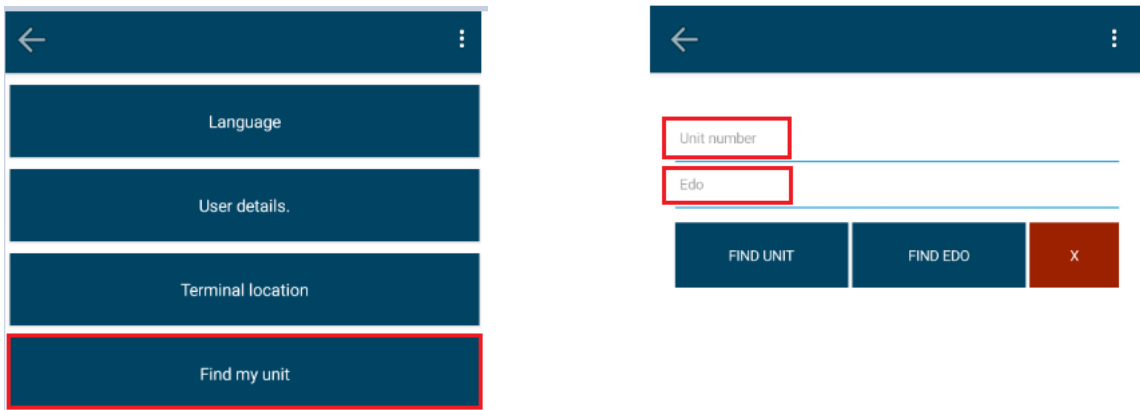 Language
User details.
Terminal location
Find my unit
Unit number
Edo
FIND UNIT
FIND EDO
X